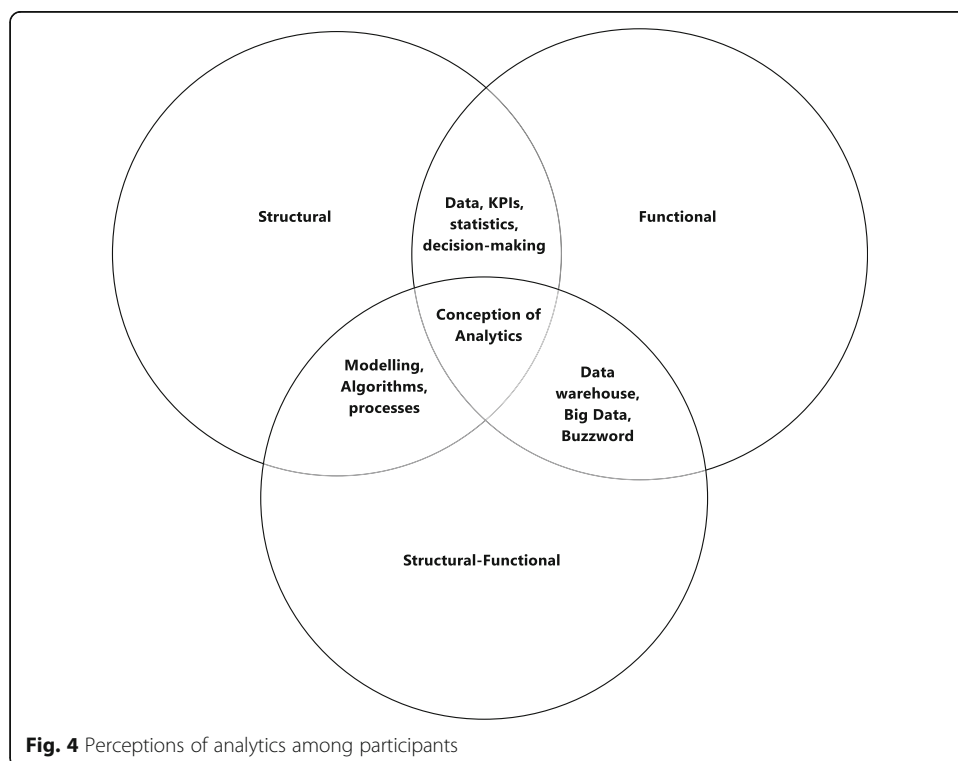 Structural
Data, KPIs,
statistics,
decision-making
Functional
Conception of
Analytics
Modelling,
Algorithms,
processes
Data
warehouse,
Big Data,
Buzzword
Structural-Functional
Fig. 4 Perceptions of analytics among participants